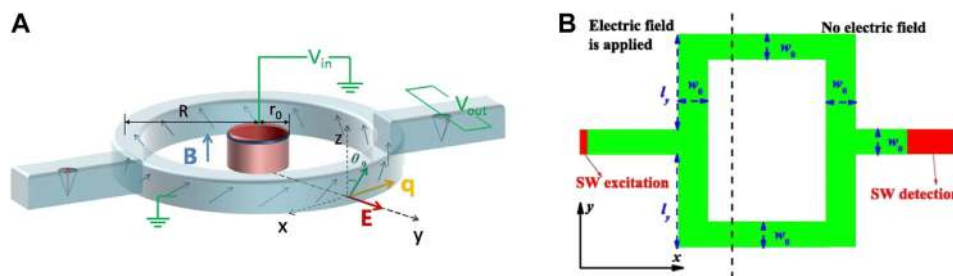 A
V_in
R
r_0
V_out
B
z
θ_0
q
E
x
y
B
Electric field
is applied
No electric field
w_0
l_y
w_0
w_0
w_0
SW excitation
SW detection
l_y
w_0
y
x